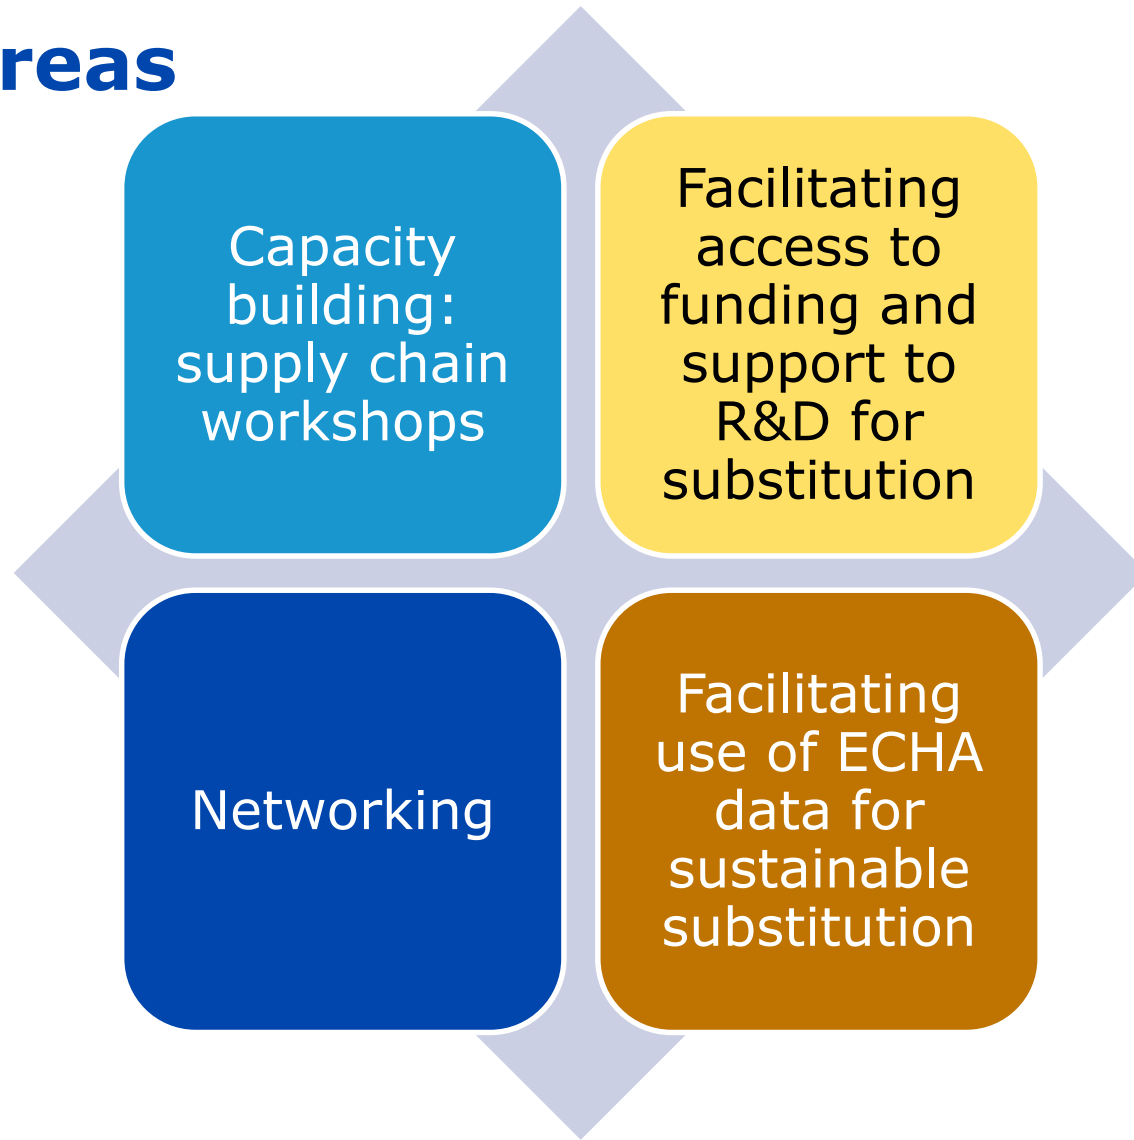 reas
Capacity
building:
supply chain
workshops
Facilitating
access to
funding and
support to
R&D for
substitution
Networking
Facilitating
use of ECHA
data for
sustainable
substitution